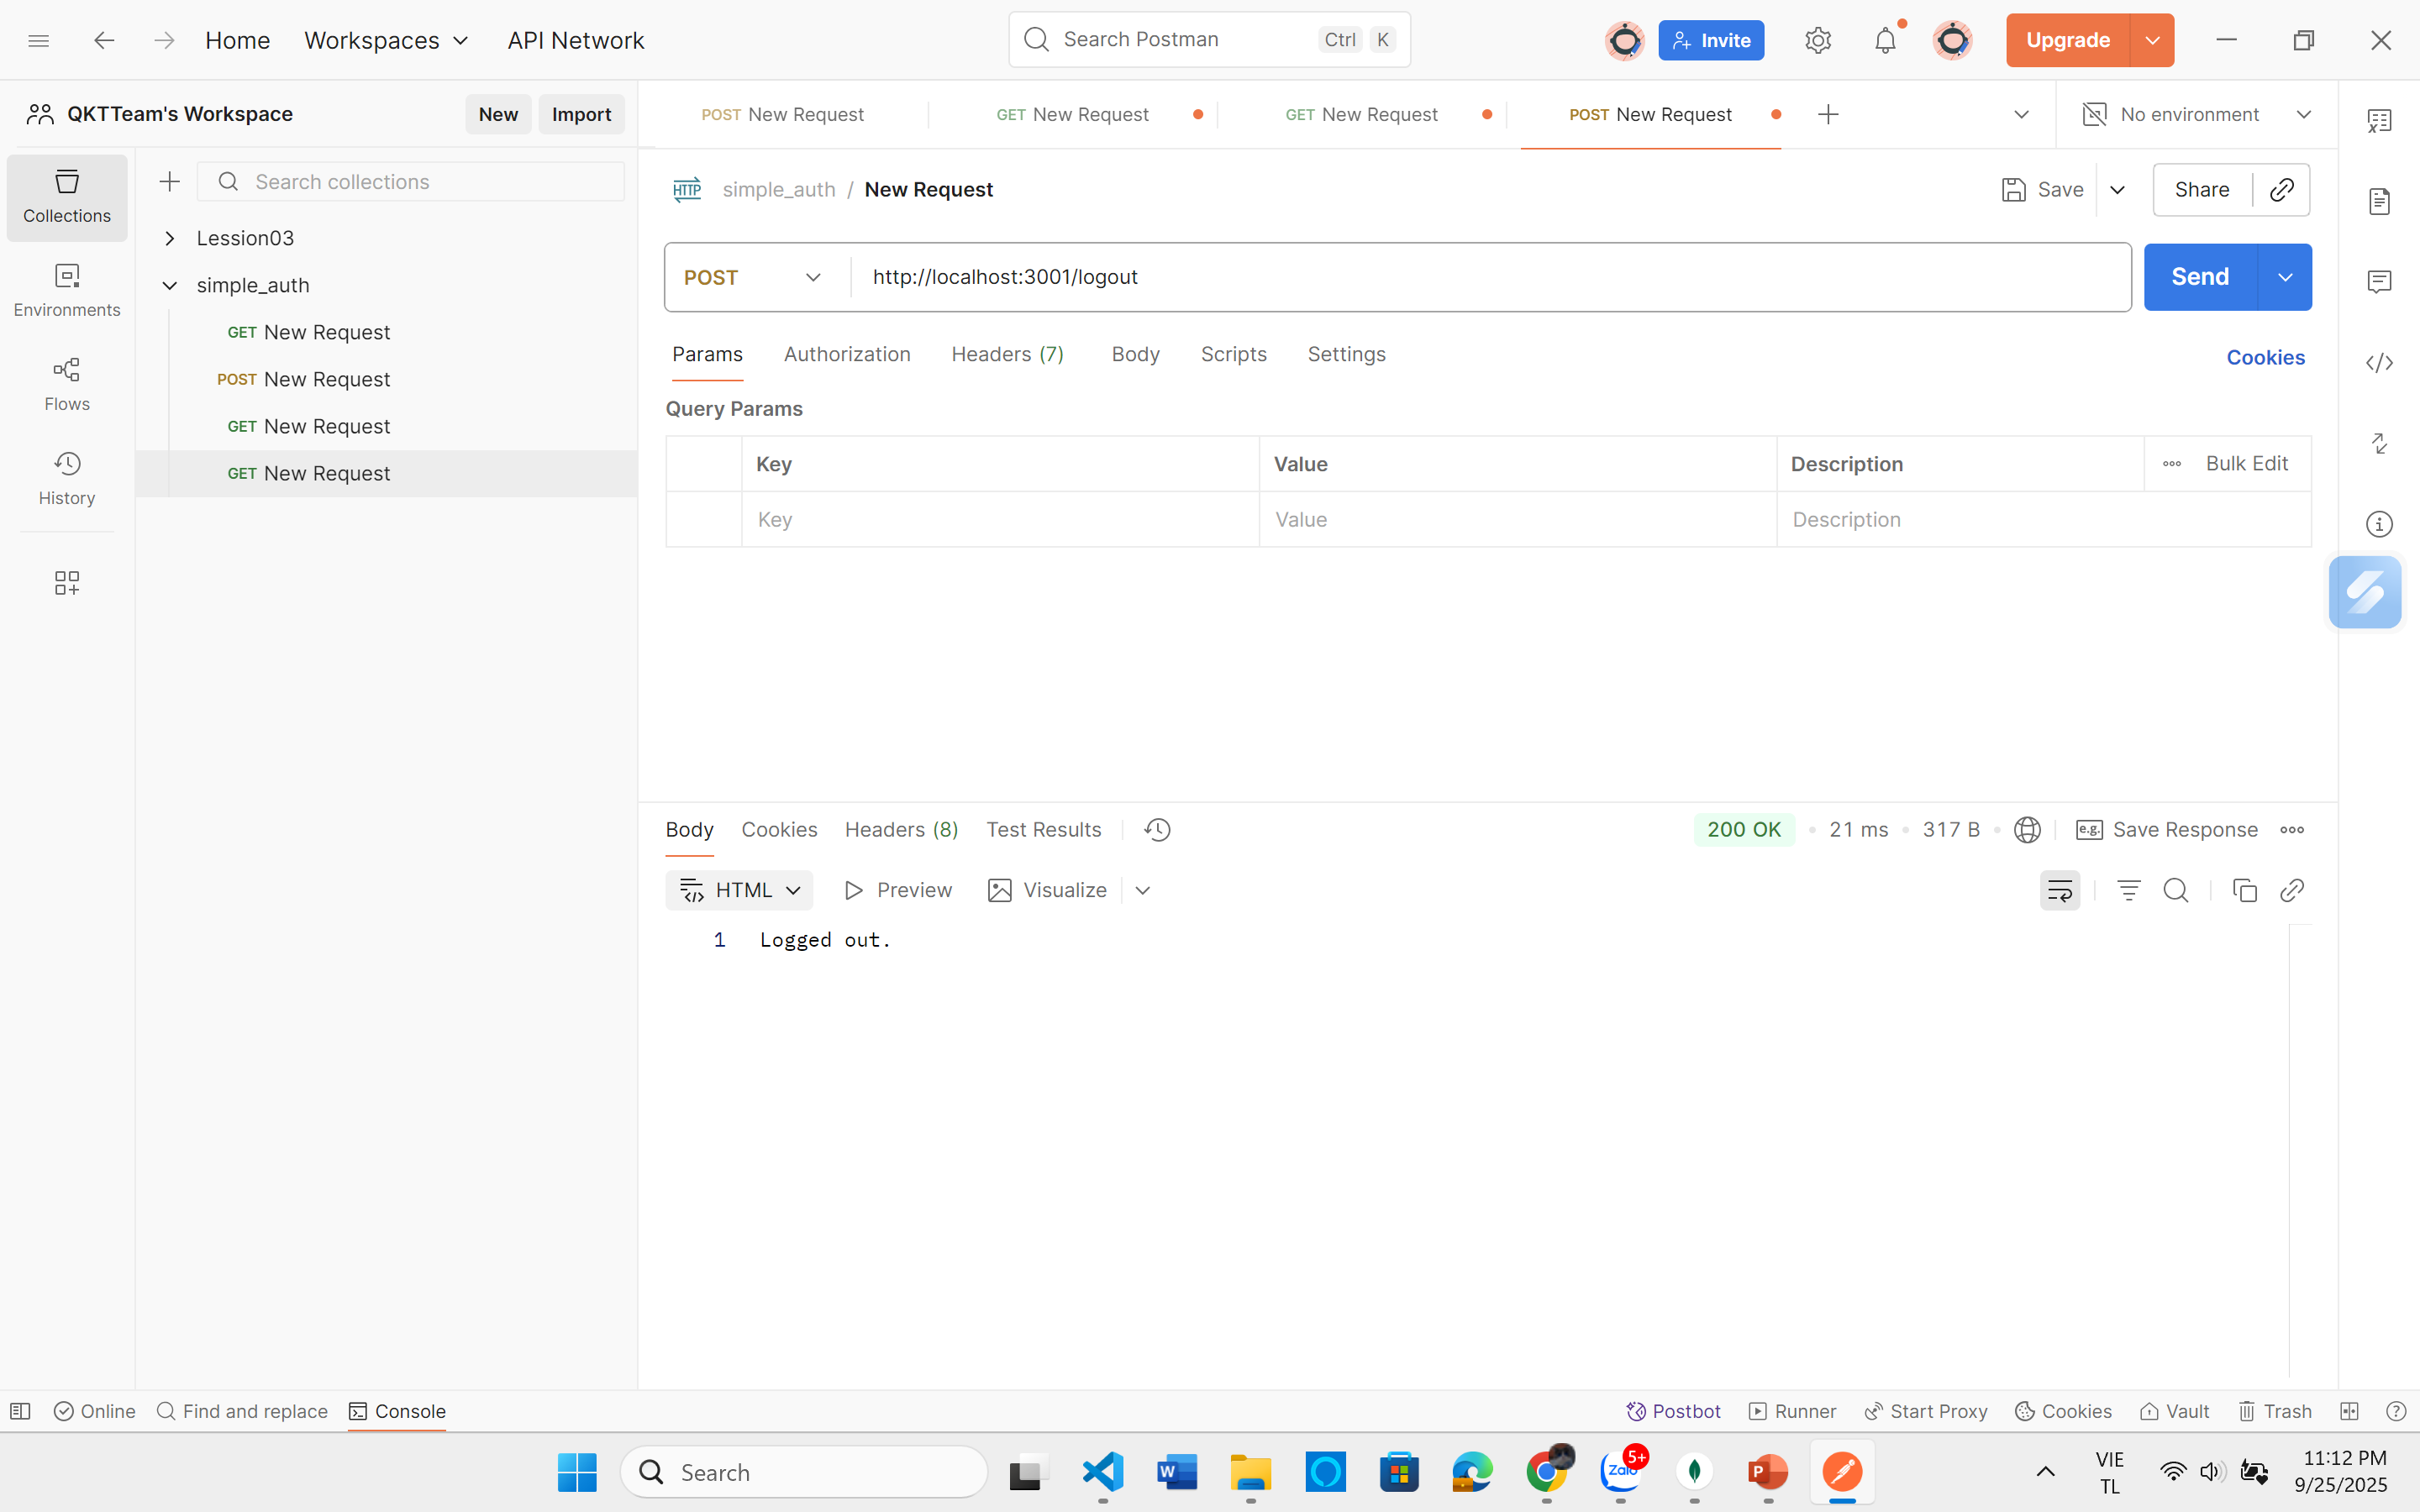 Home Workspaces API Network Search Postman Ctrl K Invite Upgrade
QKTTeam's Workspace New Import POST New Request GET New Request GET New Request POST New Request No environment
Collections Search collections
Lession03
simple_auth
GET New Request
POST New Request
GET New Request
GET New Request
Environments
Flows
History
HTTP simple_auth / New Request Save Share
POST http://localhost:3001/logout Send
Params Authorization Headers (7) Body Scripts Settings Cookies
Query Params
Key Value Description Bulk Edit
Key Value Description
Body Cookies Headers (8) Test Results 200 OK 21 ms 317 B e.g. Save Response
HTML Preview Visualize
1 Logged out.
Online Find and replace Console Postbot Runner Start Proxy Cookies Vault Trash
Search W Zalo 5+ P VIE 11:12 PM
TL 9/25/2025